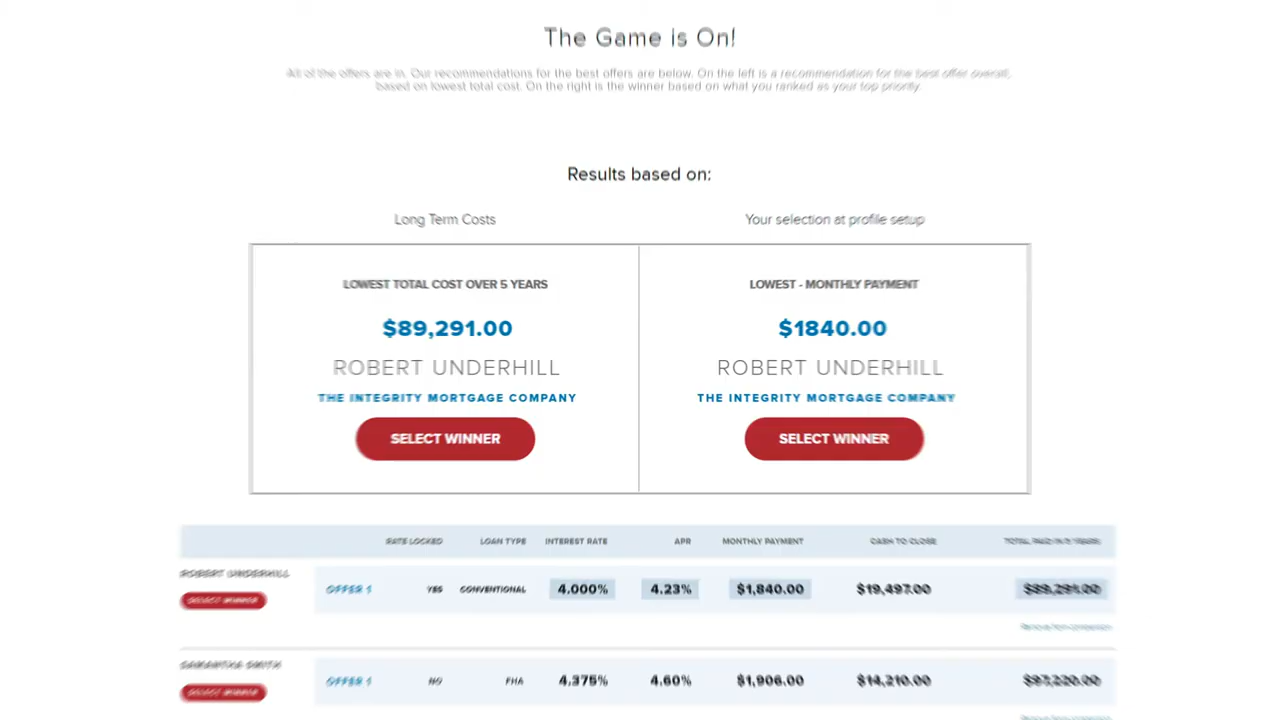 The Game is On!
All of the offers are in. Our recommendations for the best offers are below. On the left is a recommendation for the best offer overall,
based on lowest total cost. On the right is the winner based on what you ranked as your top priority.
Results based on:
Long Term Costs
Your selection at profile setup
LOWEST TOTAL COST OVER 5 YEARS
$89,291.00
ROBERT UNDERHILL
THE INTEGRITY MORTGAGE COMPANY
SELECT WINNER
LOWEST - MONTHLY PAYMENT
$1840.00
ROBERT UNDERHILL
THE INTEGRITY MORTGAGE COMPANY
SELECT WINNER
RATE LOCKED LOAN TYPE INTEREST RATE APR MONTHLY PAYMENT CASH TO CLOSE TOTAL PAID IN 5 YEARS
ROBERT UNDERHILL
SELECT WINNER
OFFER 1 YES CONVENTIONAL 4.000% 4.23% $1,840.00 $19,497.00 $89,291.00
Remove from comparison
SAMANTHA SMITH
SELECT WINNER
OFFER 1 NO FHA 4.375% 4.60% $1,906.00 $14,210.00 $97,220.00